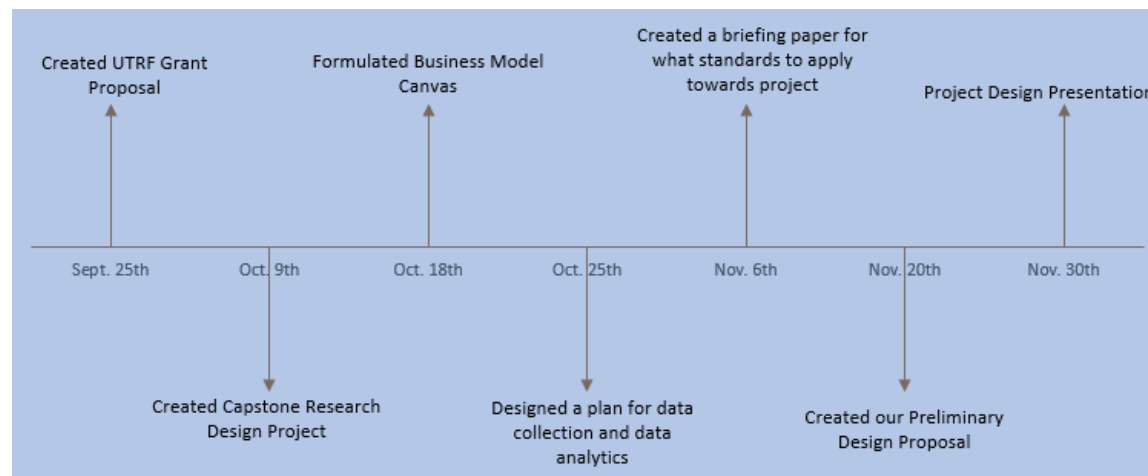 Created UTRF Grant
Proposal
Formulated Business Model
Canvas
Created a briefing paper for
what standards to apply
towards project
Project Design Presentation
Sept. 25th
Oct. 9th
Oct. 18th
Oct. 25th
Nov. 6th
Nov. 20th
Nov. 30th
Created Capstone Research
Design Project
Designed a plan for data
collection and data
analytics
Created our Preliminary
Design Proposal